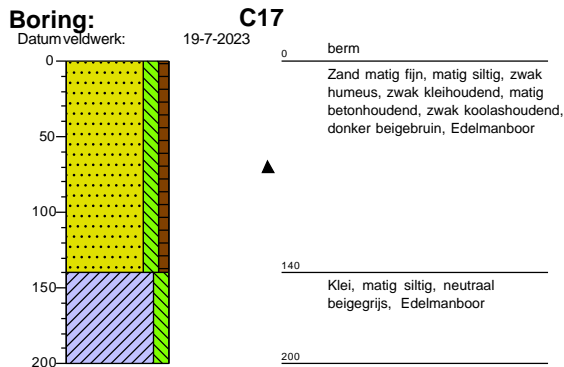 Boring: C17
Datum veldwerk: 19-7-2023
0
50
100
150
200
0 berm
Zand matig fijn, matig siltig, zwak
humeus, zwak kleihoudend, matig
betonhoudend, zwak koolashoudend,
donker beigebruin, Edelmanboor
140
Klei, matig siltig, neutraal
beigegrijs, Edelmanboor
200